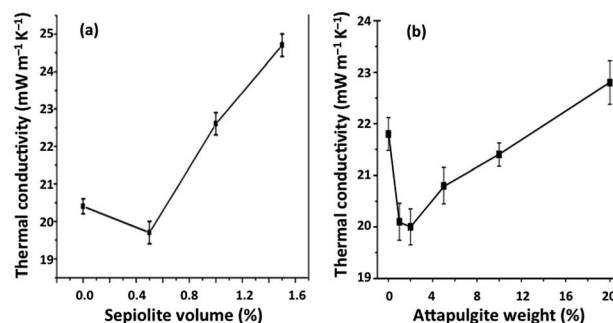 (a)
Thermal conductivity (mW m⁻¹ K⁻¹)
25
24
23
22
21
20
19
0.0 0.4 0.8 1.2 1.6
Sepiolite volume (%)
(b)
Thermal conductivity (mW m⁻¹ K⁻¹)
24
23
22
21
20
19
0 4 8 12 16 20
Attapulgite weight (%)